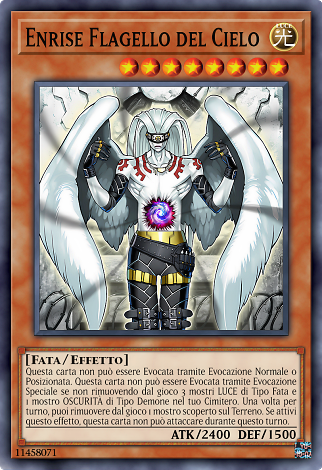 Enrise Flagello del Cielo
光
[Fata/Effetto]
Questa carta non può essere Evocata tramite Evocazione Normale o
Posizionata. Questa carta non può essere Evocata tramite Evocazione
Speciale se non rimuovendo dal gioco 3 mostri LUCE di Tipo Fata e
1 mostro OSCURITÀ di Tipo Demone nel tuo Cimitero. Una volta per
turno, puoi rimuovere dal gioco 1 mostro scoperto sul Terreno. Se attivi
questo effetto, questa carta non può attaccare durante questo turno.
ATK/2400 DEF/1500
11458071